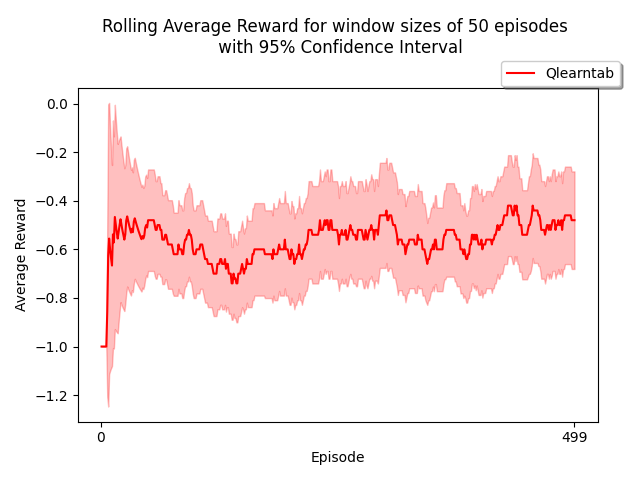 Rolling Average Reward for window sizes of 50 episodes
with 95% Confidence Interval
Qlearntab
Average Reward
0.0
−0.2
−0.4
−0.6
−0.8
−1.0
−1.2
0
499
Episode